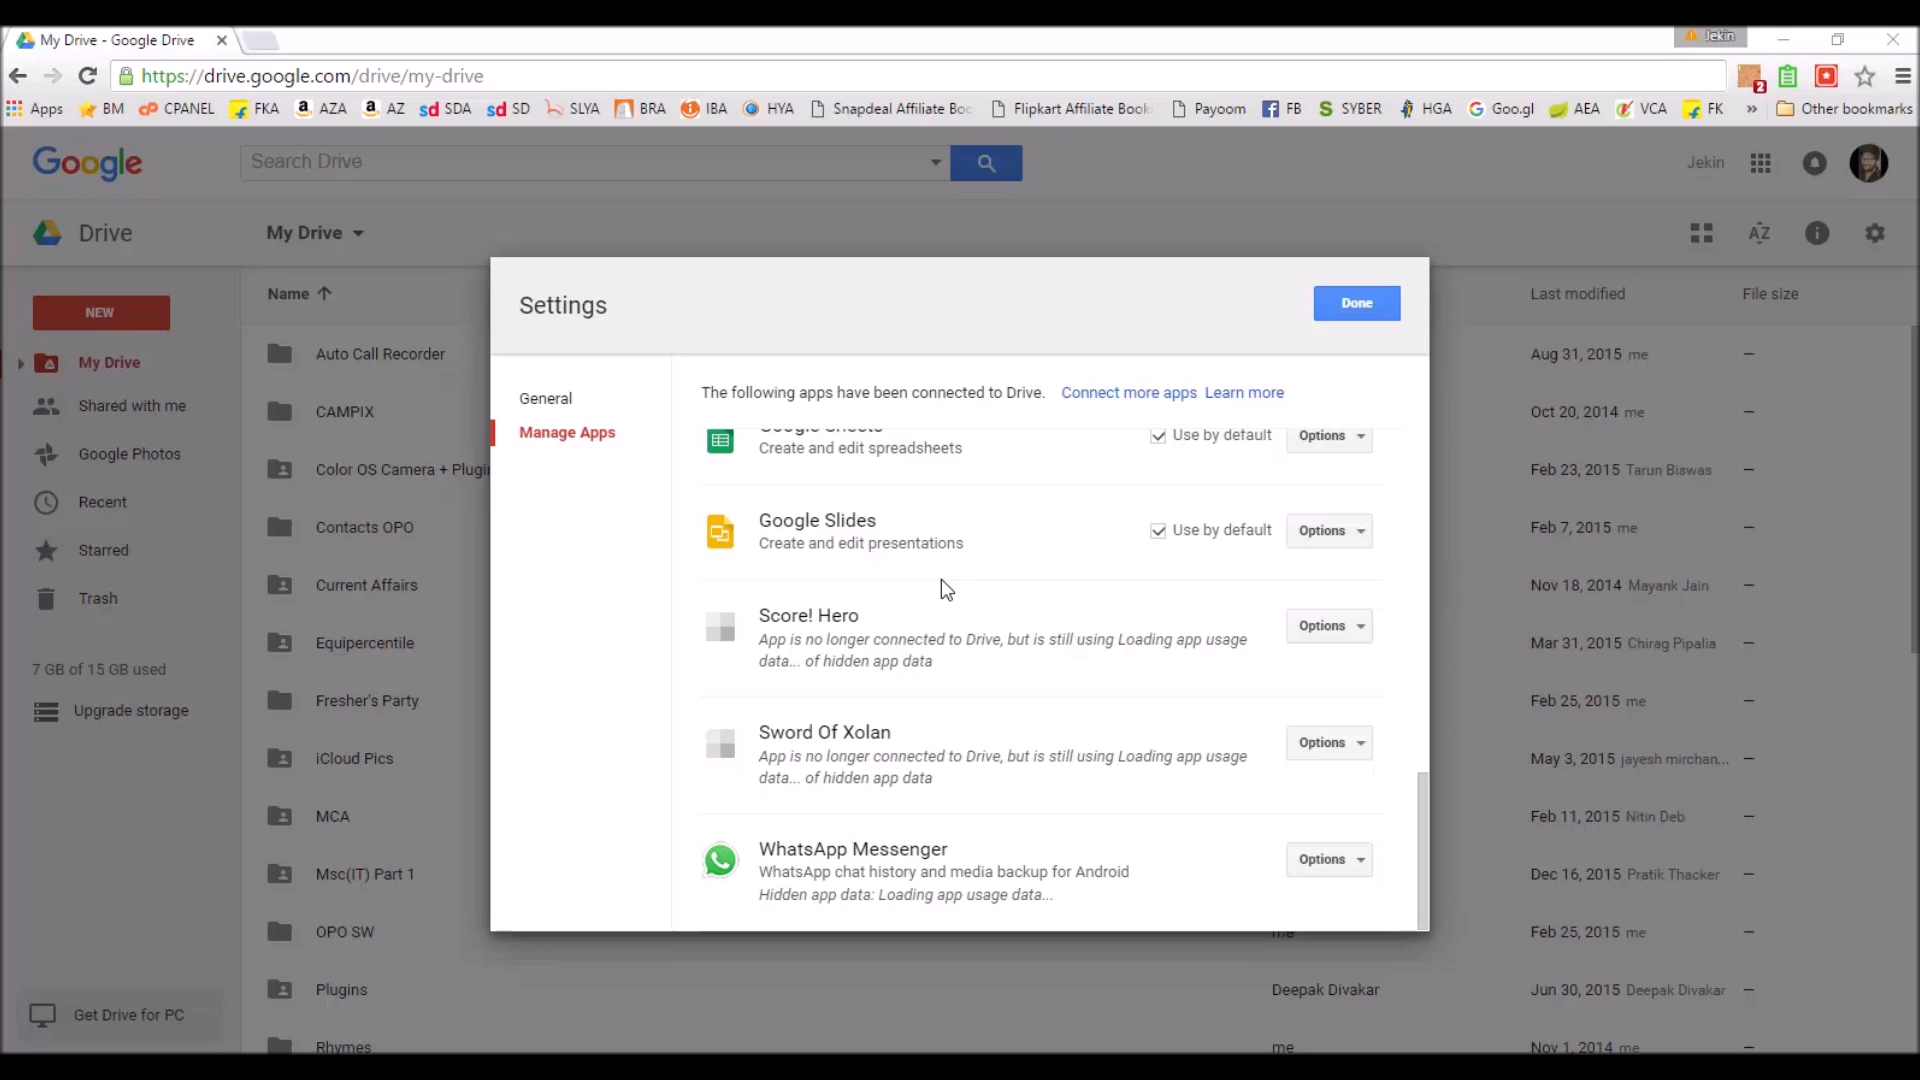 My Drive - Google Drive
Jekin
https://drive.google.com/drive/my-drive
2
Apps BM CPANEL FKA AZA AZ SDA SD SLYA BRA IBA HYA Snapdeal Affiliate Boo Flipkart Affiliate Book Payoom FB SYBER HGA Goo.gl AEA VCA FK » Other bookmarks
Google Search Drive Jekin
Drive My Drive AZ
Settings Done
NEW
Name Last modified File size
My Drive
Shared with me
Google Photos
Recent
Starred
Trash
7 GB of 15 GB used
Upgrade storage
Get Drive for PC
Auto Call Recorder Aug 31, 2015 me —
CAMPIX Oct 20, 2014 me —
Color OS Camera + Plugin Feb 23, 2015 Tarun Biswas —
Contacts OPO Feb 7, 2015 me —
Current Affairs Nov 18, 2014 Mayank Jain —
Equipercentile Mar 31, 2015 Chirag Pipalia —
Fresher's Party Feb 25, 2015 me —
iCloud Pics May 3, 2015 jayesh mirchan... —
MCA Feb 11, 2015 Nitin Deb —
Msc(IT) Part 1 Dec 16, 2015 Pratik Thacker —
OPO SW me Feb 25, 2015 me —
Plugins Deepak Divakar Jun 30, 2015 Deepak Divakar —
Rhymes me Nov 1, 2014 me —
General
Manage Apps
The following apps have been connected to Drive. Connect more apps Learn more
Google Sheets
Create and edit spreadsheets
Use by default Options
Google Slides
Create and edit presentations
Use by default Options
Score! Hero
App is no longer connected to Drive, but is still using Loading app usage
data... of hidden app data
Options
Sword Of Xolan
App is no longer connected to Drive, but is still using Loading app usage
data... of hidden app data
Options
WhatsApp Messenger
WhatsApp chat history and media backup for Android
Hidden app data: Loading app usage data...
Options